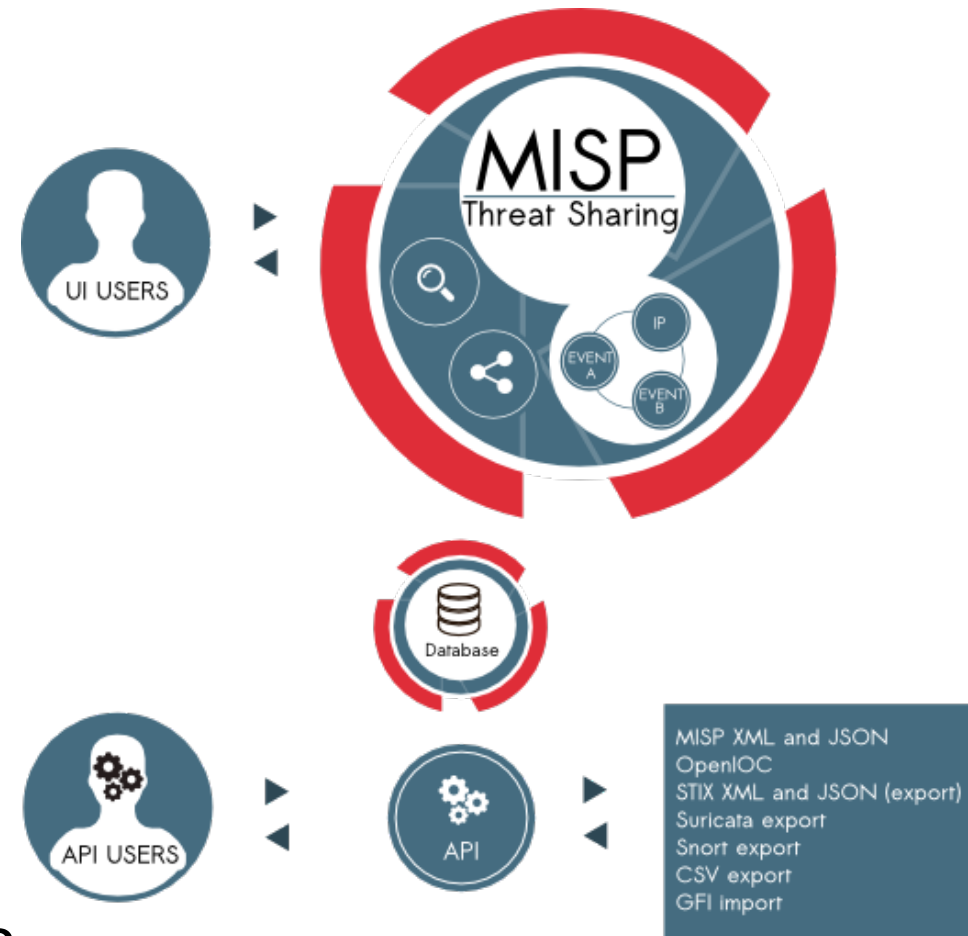 MISP
Threat Sharing
UI USERS
IP
EVENT
A
EVENT
B
Database
API USERS
API
MISP XML and JSON
OpenIOC
STIX XML and JSON (export)
Suricata export
Snort export
CSV export
GFI import